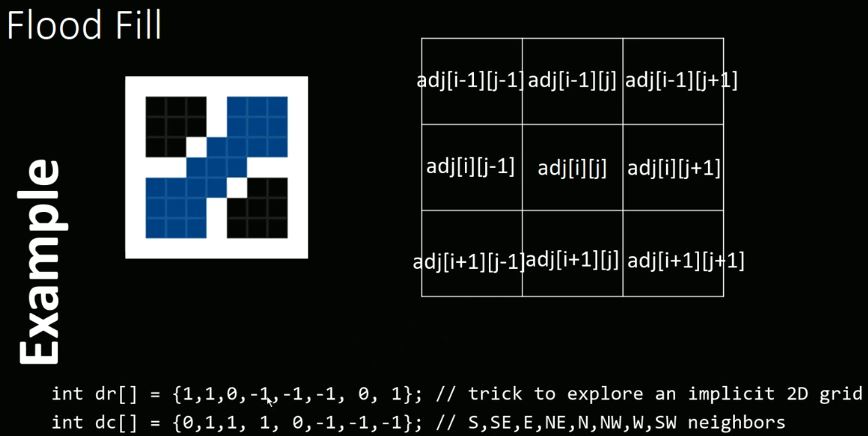 Flood Fill
Example
adj[i-1][j-1] adj[i-1][j] adj[i-1][j+1]
adj[i][j-1] adj[i][j] adj[i][j+1]
adj[i+1][j-1] adj[i+1][j] adj[i+1][j+1]
int dr[] = {1,1,0,-1,-1,-1, 0, 1}; // trick to explore an implicit 2D grid
int dc[] = {0,1,1, 1, 0,-1,-1,-1}; // S,SE,E,NE,N,NW,W,SW neighbors